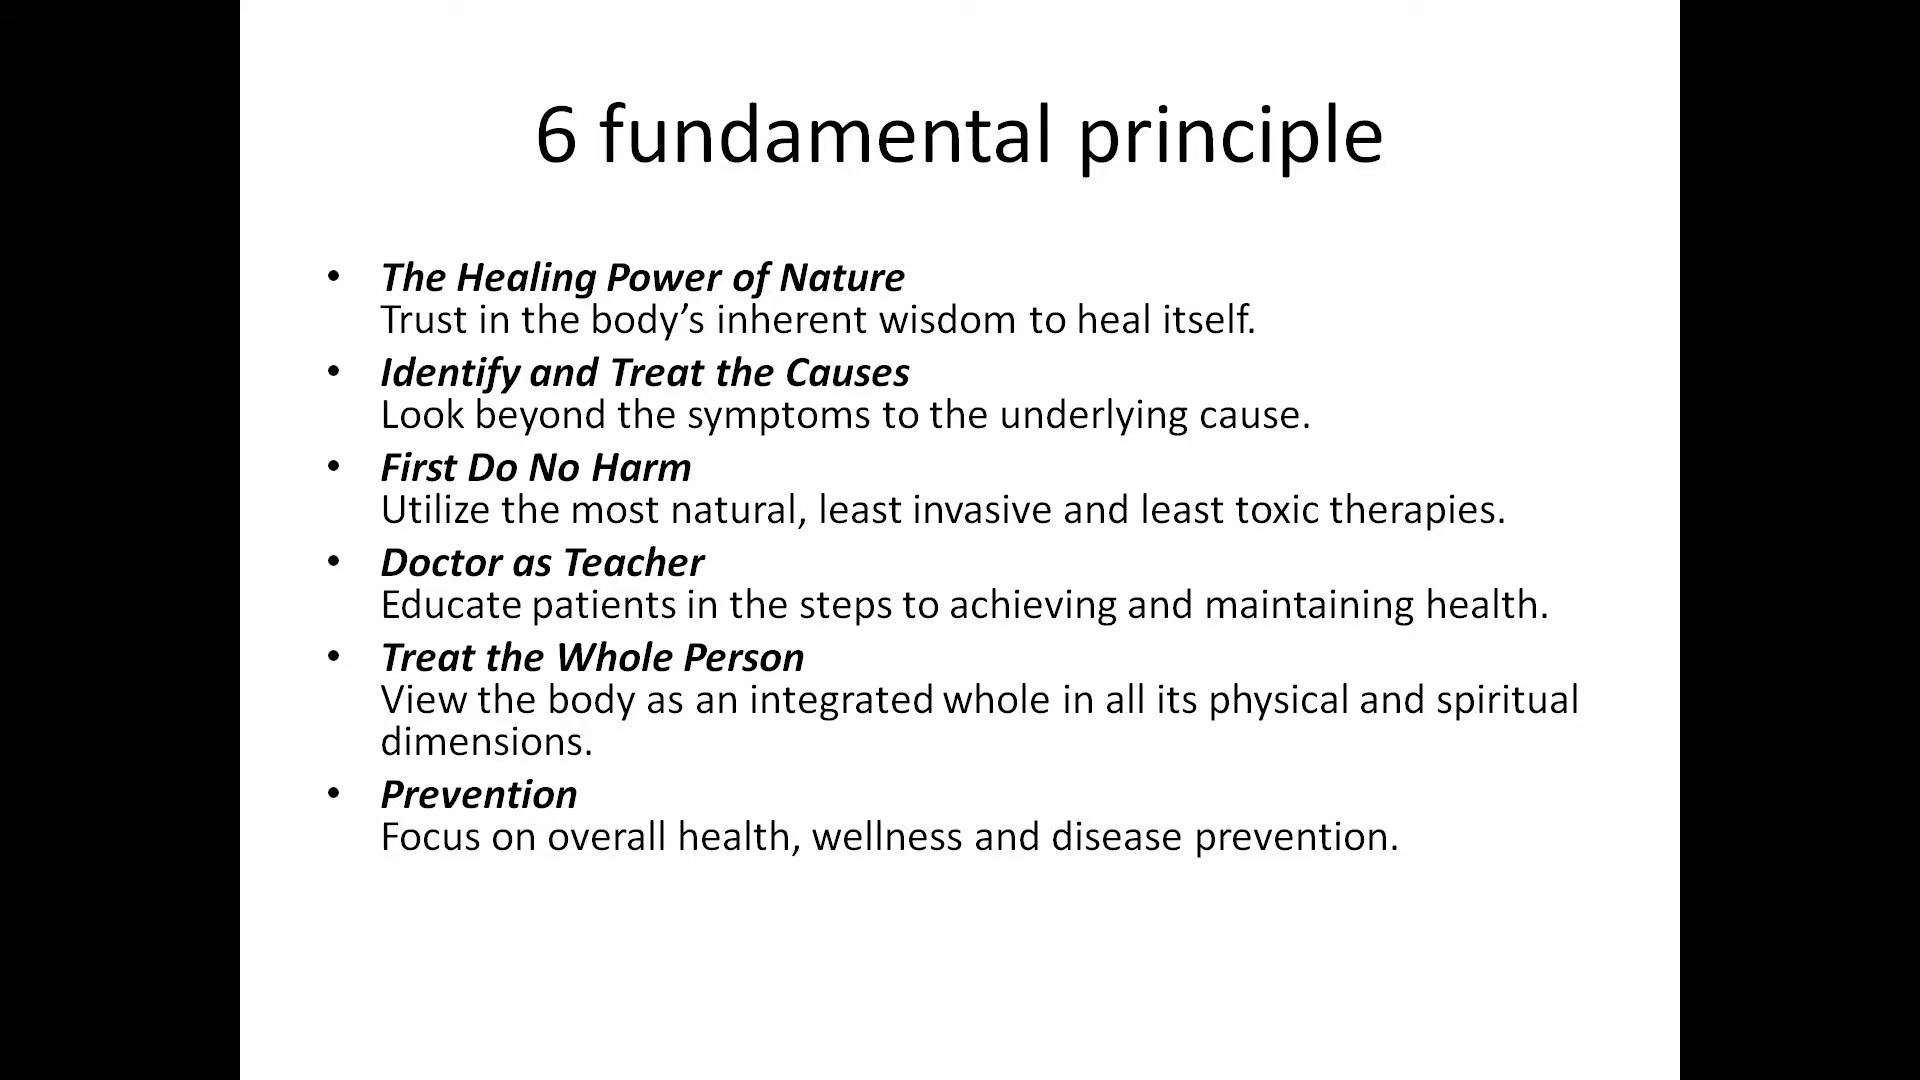 6 fundamental principle
• The Healing Power of Nature
Trust in the body’s inherent wisdom to heal itself.
• Identify and Treat the Causes
Look beyond the symptoms to the underlying cause.
• First Do No Harm
Utilize the most natural, least invasive and least toxic therapies.
• Doctor as Teacher
Educate patients in the steps to achieving and maintaining health.
• Treat the Whole Person
View the body as an integrated whole in all its physical and spiritual
dimensions.
• Prevention
Focus on overall health, wellness and disease prevention.